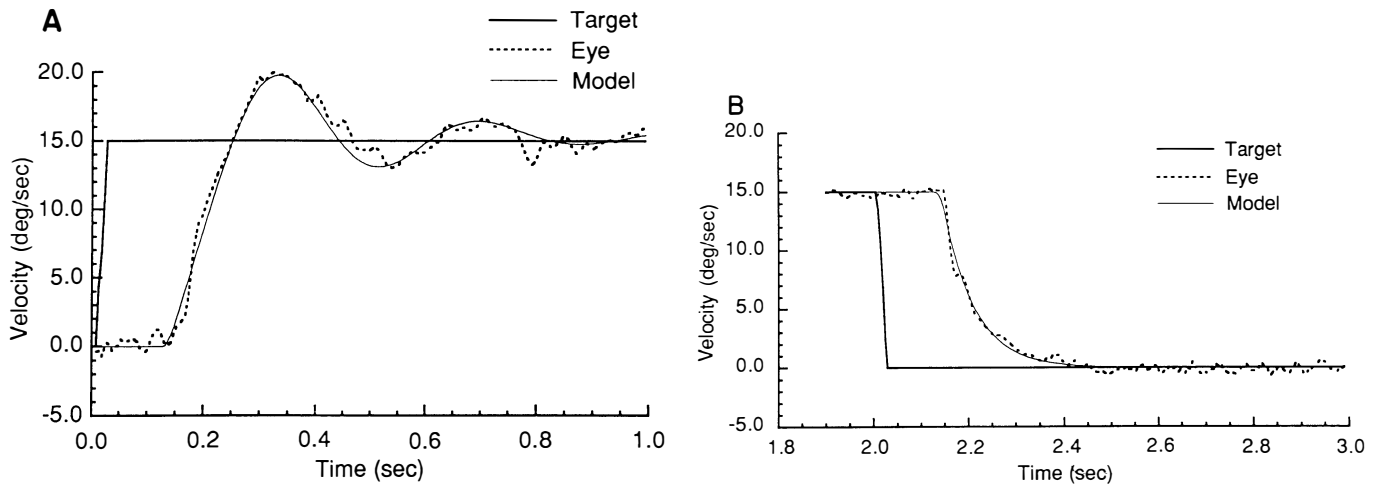 A
Target
Eye
Model
20.0
15.0
10.0
5.0
0.0
-5.0
Velocity (deg/sec)
0.0 0.2 0.4 0.6 0.8 1.0
Time (sec)
B
Target
Eye
Model
20.0
15.0
10.0
5.0
0.0
-5.0
Velocity (deg/sec)
1.8 2.0 2.2 2.4 2.6 2.8 3.0
Time (sec)